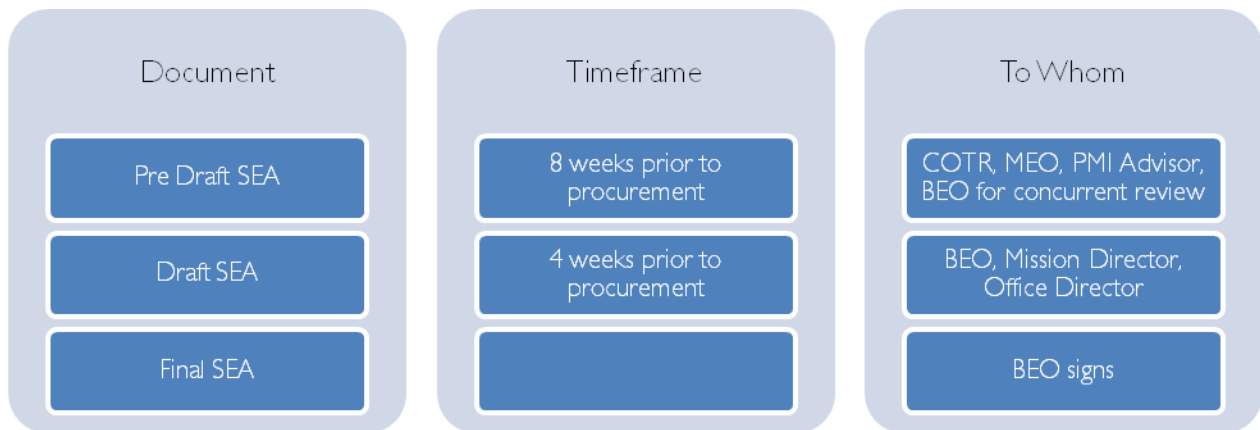 Document
Timeframe
To Whom
Pre Draft SEA
8 weeks prior to
procurement
COTR, MEO, PMI Advisor,
BEO for concurrent review
Draft SEA
4 weeks prior to
procurement
BEO, Mission Director,
Office Director
Final SEA
BEO signs